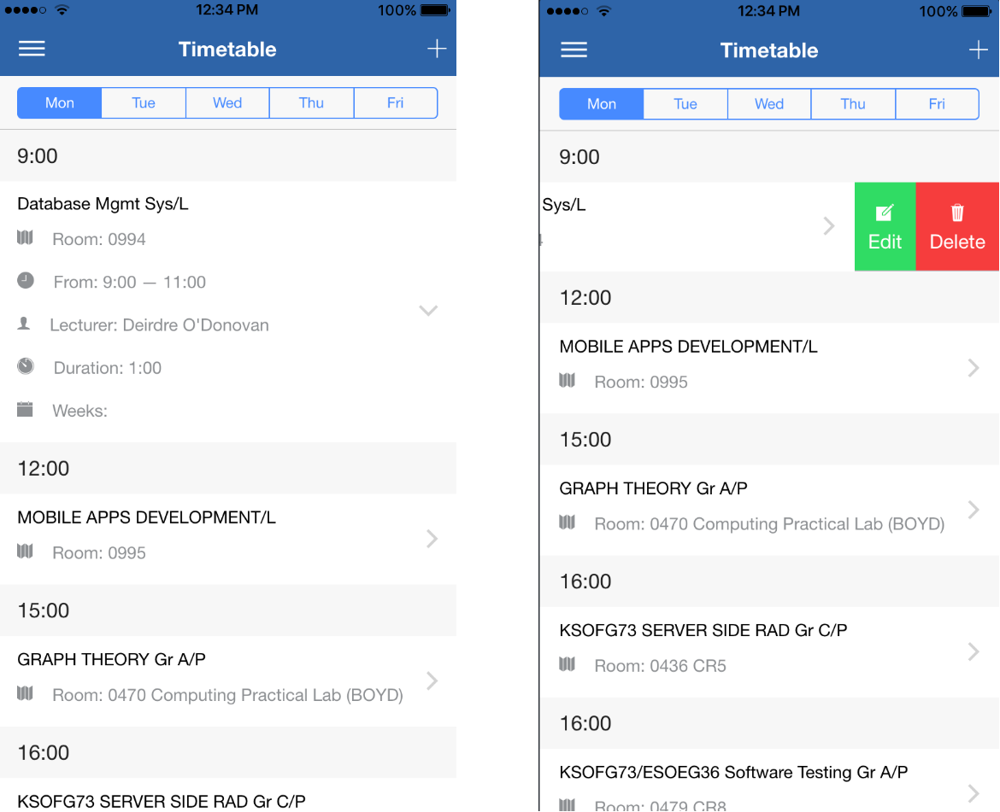 12:34 PM 100%
Timetable
Mon Tue Wed Thu Fri
9:00
Database Mgmt Sys/L
Room: 0994
From: 9:00 — 11:00
Lecturer: Deirdre O'Donovan
Duration: 1:00
Weeks:
12:00
MOBILE APPS DEVELOPMENT/L
Room: 0995
15:00
GRAPH THEORY Gr A/P
Room: 0470 Computing Practical Lab (BOYD)
16:00
KSOFG73 SERVER SIDE RAD Gr C/P
12:34 PM 100%
Timetable
Mon Tue Wed Thu Fri
9:00
Sys/L
Edit Delete
12:00
MOBILE APPS DEVELOPMENT/L
Room: 0995
15:00
GRAPH THEORY Gr A/P
Room: 0470 Computing Practical Lab (BOYD)
16:00
KSOFG73 SERVER SIDE RAD Gr C/P
Room: 0436 CR5
16:00
KSOFG73/ESOEG36 Software Testing Gr A/P
Room: 0479 CR8